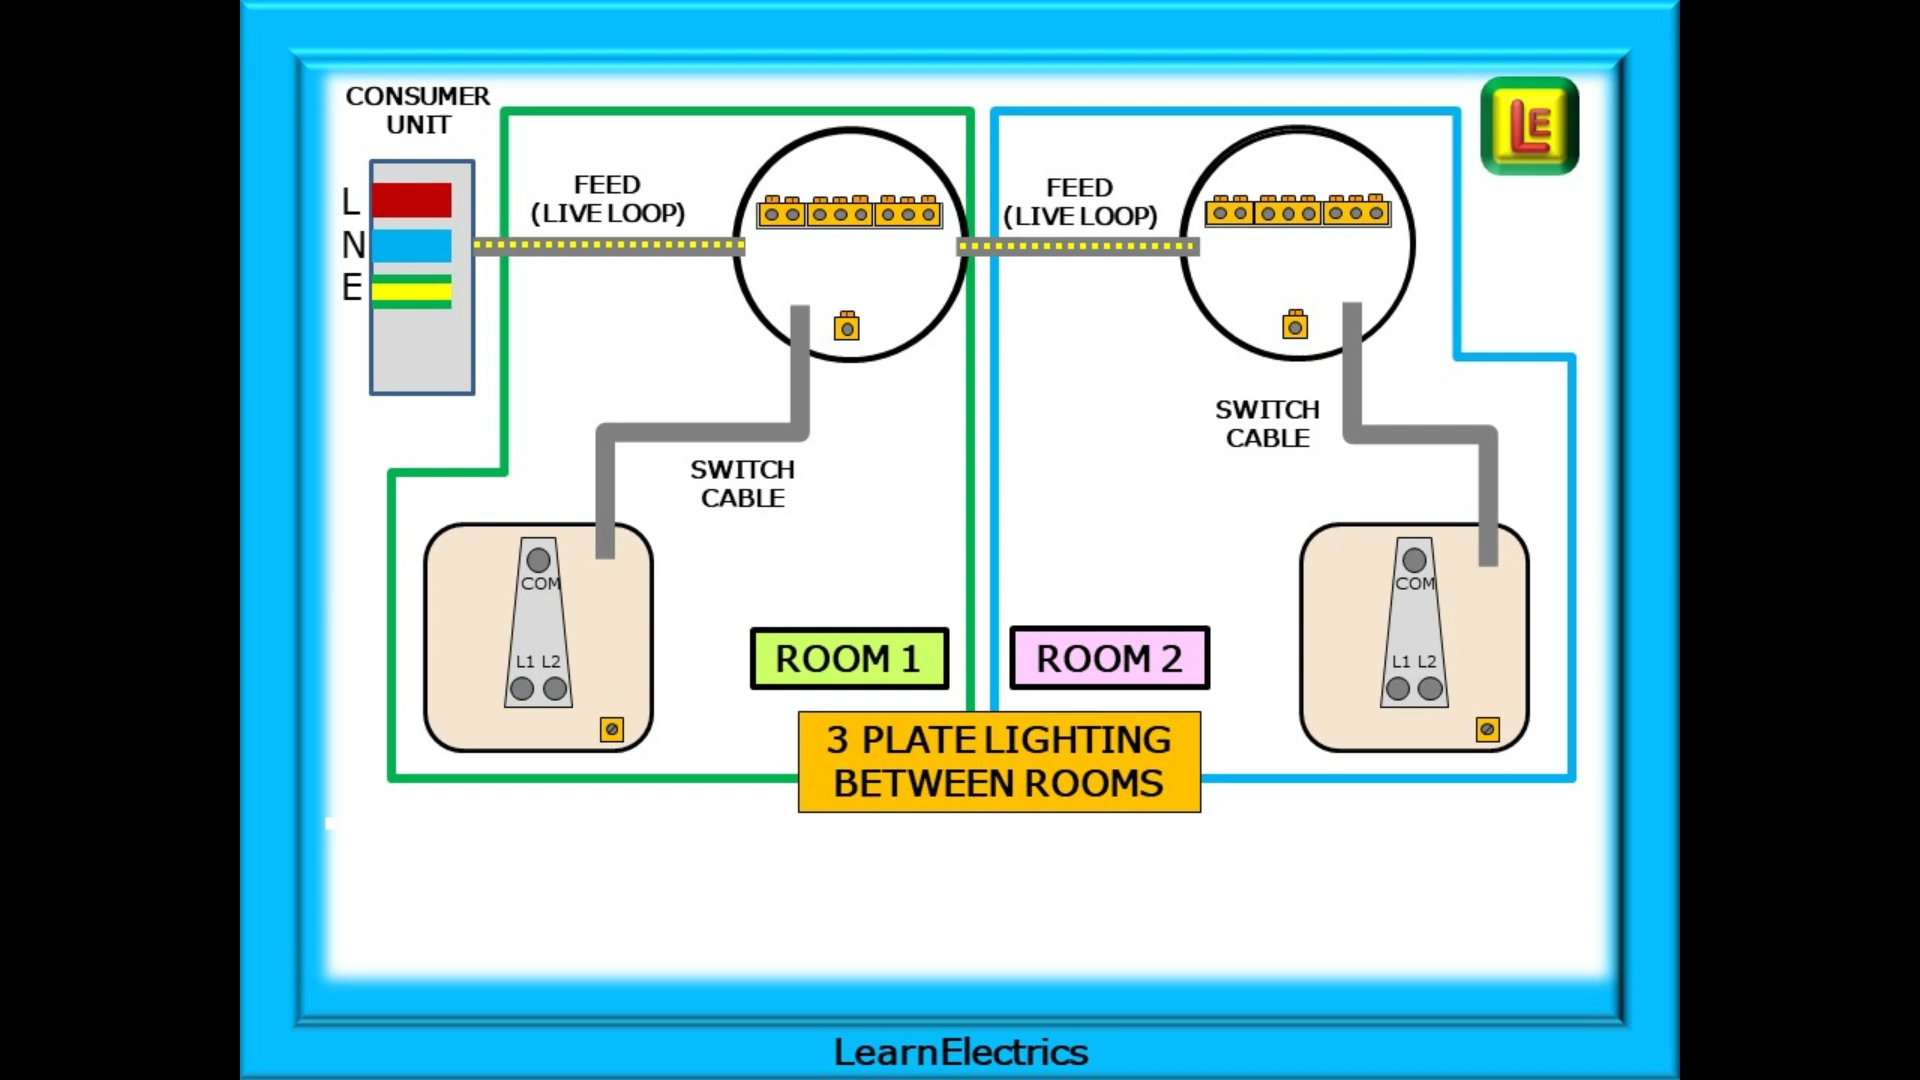 CONSUMER
UNIT
L
N
E
FEED
(LIVE LOOP)
FEED
(LIVE LOOP)
LE
SWITCH
CABLE
SWITCH
CABLE
COM
L1 L2
COM
L1 L2
ROOM 1
ROOM 2
3 PLATE LIGHTING
BETWEEN ROOMS
LearnElectrics